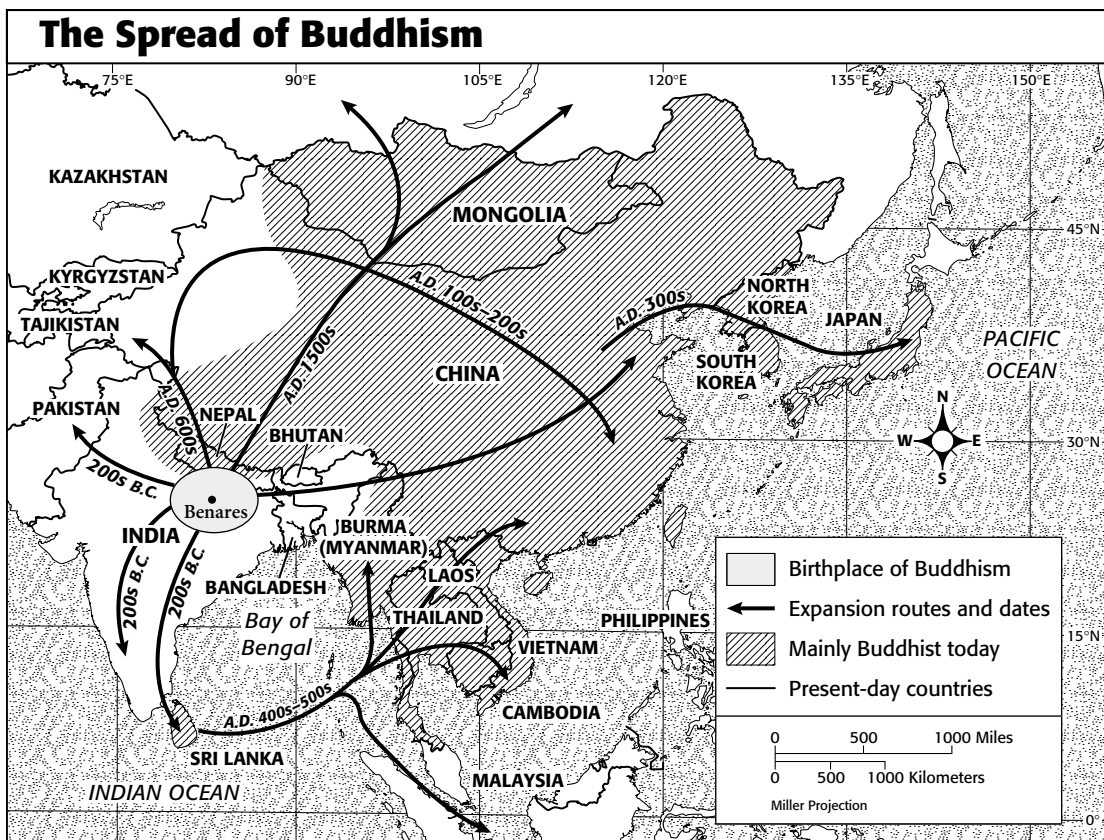 The Spread of Buddhism
75°E
90°E
105°E
120°E
135°E
150°E
KAZAKHSTAN
MONGOLIA
45°N
KYRGYZSTAN
A.D. 100s–200s
NORTH
KOREA
A.D. 300s
TAJIKISTAN
JAPAN
A.D. 1500s
PACIFIC
OCEAN
SOUTH
KOREA
CHINA
PAKISTAN
A.D. 600s
NEPAL
BHUTAN
N
W
E
S
30°N
200s B.C.
Benares
INDIA
BURMA
(MYANMAR)
200s B.C.
200s B.C.
BANGLADESH
LAOS
Bay of
Bengal
THAILAND
PHILIPPINES
15°N
VIETNAM
A.D. 400s–500s
CAMBODIA
SRI LANKA
MALAYSIA
INDIAN OCEAN
0°
Birthplace of Buddhism
Expansion routes and dates
Mainly Buddhist today
Present-day countries
0 500 1000 Miles
0 500 1000 Kilometers
Miller Projection